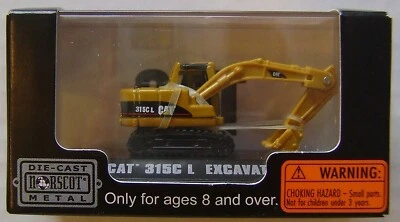 315C L CAT
CAT
CAT 315C L EXCAVAT
DIE-CAST
NORSCOT
METAL
Only for ages 8 and over.
WARNING:
CHOKING HAZARD - Small parts.
Not for children under 3 years.